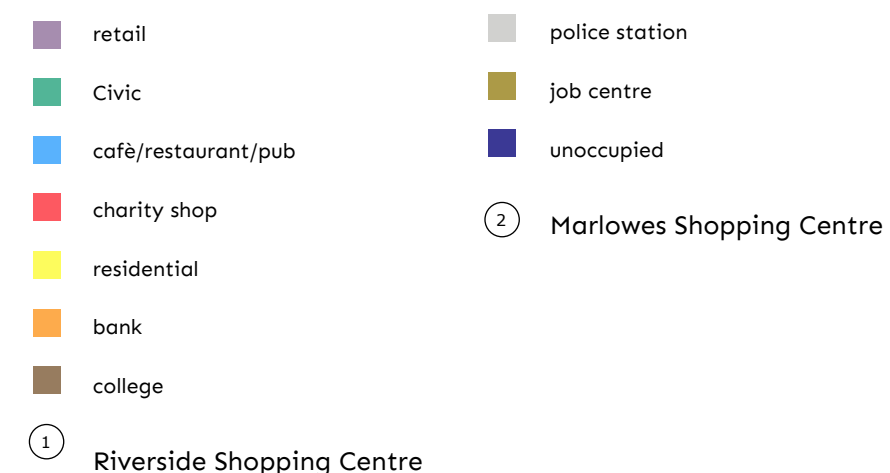 retail
Civic
cafè/restaurant/pub
charity shop
residential
bank
college
1
Riverside Shopping Centre
police station
job centre
unoccupied
2
Marlowes Shopping Centre